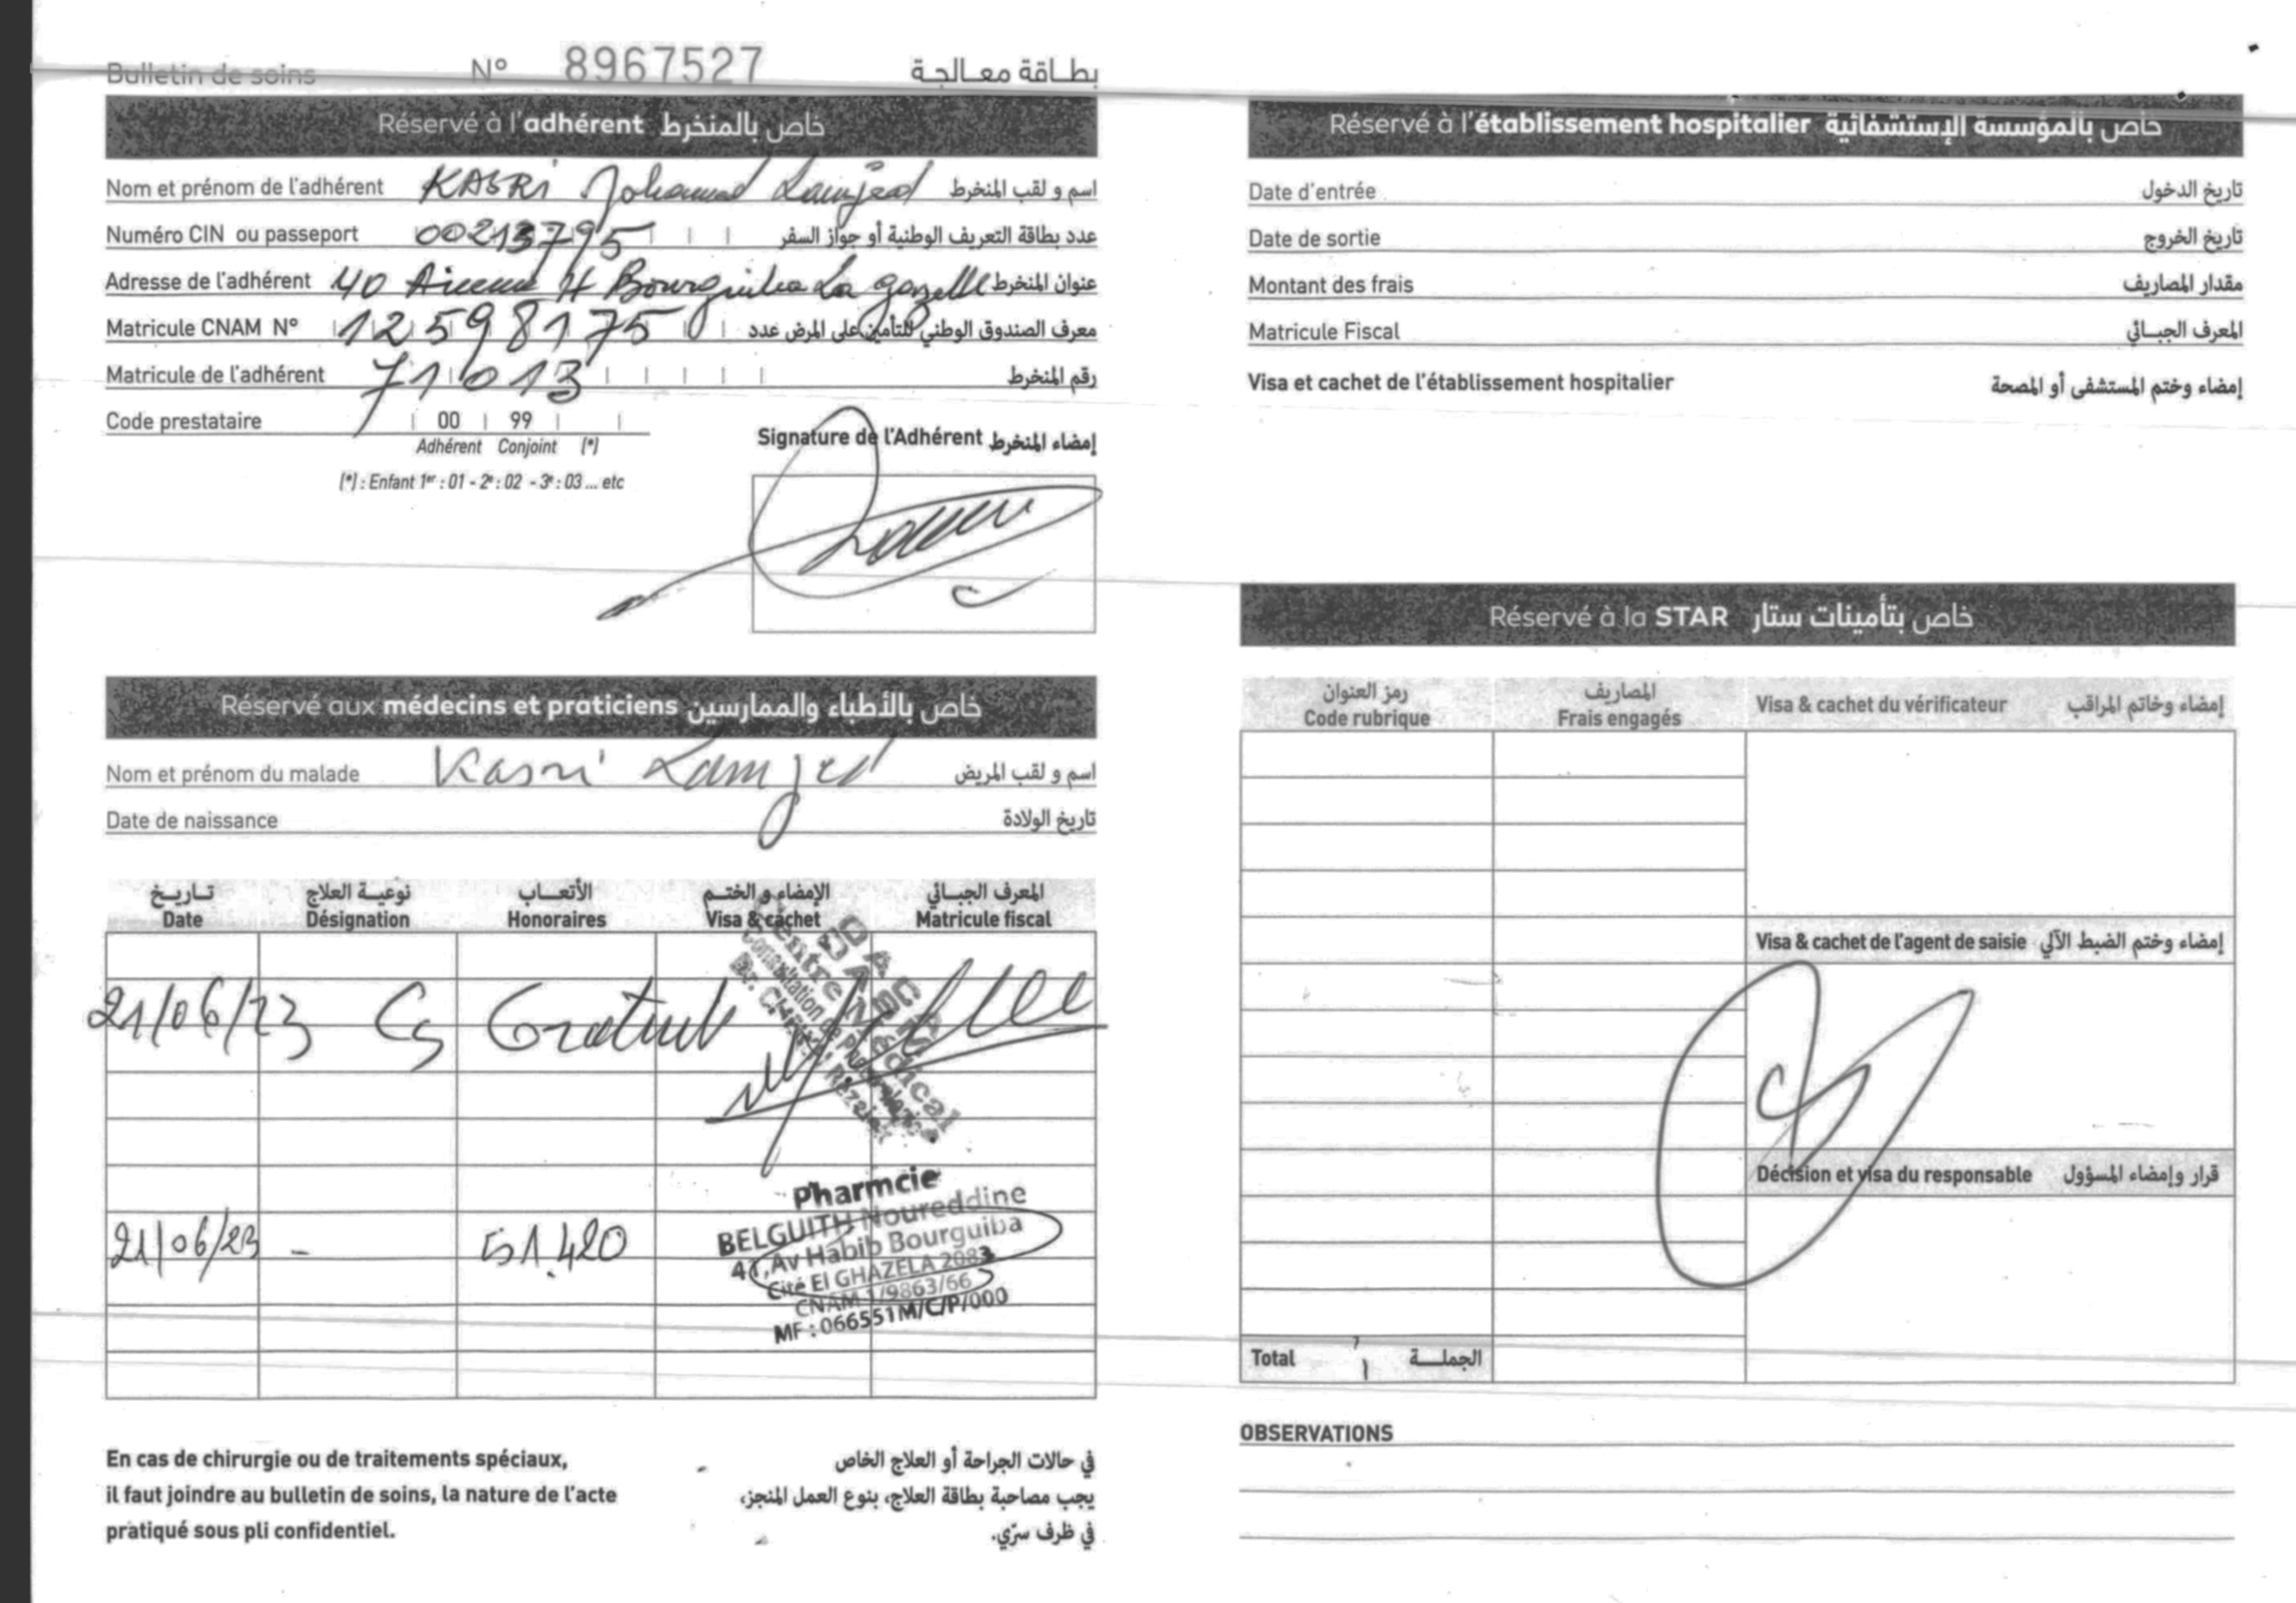 Bulletin de soins N° 8967527 بطاقة معالجة
Réservé à l'adhérent خاص بالمنخرط
Nom et prénom de l'adhérent KASRI Mohamed Lamjed اسم و لقب المنخرط
Numéro CIN ou passeport 00213795 عدد بطاقة التعريف الوطنية أو جواز السفر
Adresse de l'adhérent 40 Avenue H Bourguiba La gazelle عنوان المنخرط
Matricule CNAM N° 12598175 معرف الصندوق الوطني للتأمين على المرض عدد
Matricule de l'adhérent 71013 رقم المنخرط
Code prestataire 00 99
Adhérent Conjoint (*)
(*) : Enfant 1er : 01 - 2e : 02 - 3e : 03 ... etc
Signature de l'Adhérent إمضاء المنخرط
Réservé aux médecins et praticiens خاص بالأطباء والممارسين
Nom et prénom du malade Kasri Lamjed اسم و لقب المريض
Date de naissance تاريخ الولادة
تاريخ نوعية العلاج الأتعاب الإمضاء و الختم المعرف الجبائي
Date Désignation Honoraires Visa & cachet Matricule fiscal
21/06/23 Cs Gratuit
Centre Médical
Consultation de
Dr.
21/06/23 - 51.420
Pharmcie
BELGUITH Noureddine
41,Av Habib Bourguiba
Cité El GHAZELA 2083
CNAM 1/9863/66
MF : 066551M/C/P/000
En cas de chirurgie ou de traitements spéciaux,
il faut joindre au bulletin de soins, la nature de l'acte
pratiqué sous pli confidentiel.
في حالات الجراحة أو العلاج الخاص
يجب مصاحبة بطاقة العلاج، بنوع العمل المنجز،
في ظرف سرّي.
Réservé à l'établissement hospitalier خاص بالمؤسسة الإستشفائية
Date d'entrée تاريخ الدخول
Date de sortie تاريخ الخروج
Montant des frais مقدار المصاريف
Matricule Fiscal المعرف الجبائي
Visa et cachet de l'établissement hospitalier إمضاء وختم المستشفى أو المصحة
Réservé à la STAR خاص بتأمينات ستار
رمز العنوان المصاريف
Code rubrique Frais engagés Visa & cachet du vérificateur إمضاء وخاتم المراقب
Visa & cachet de l'agent de saisie إمضاء وختم الضبط الآلي
Décision et visa du responsable قرار وإمضاء المسؤول
Total الجملة
OBSERVATIONS